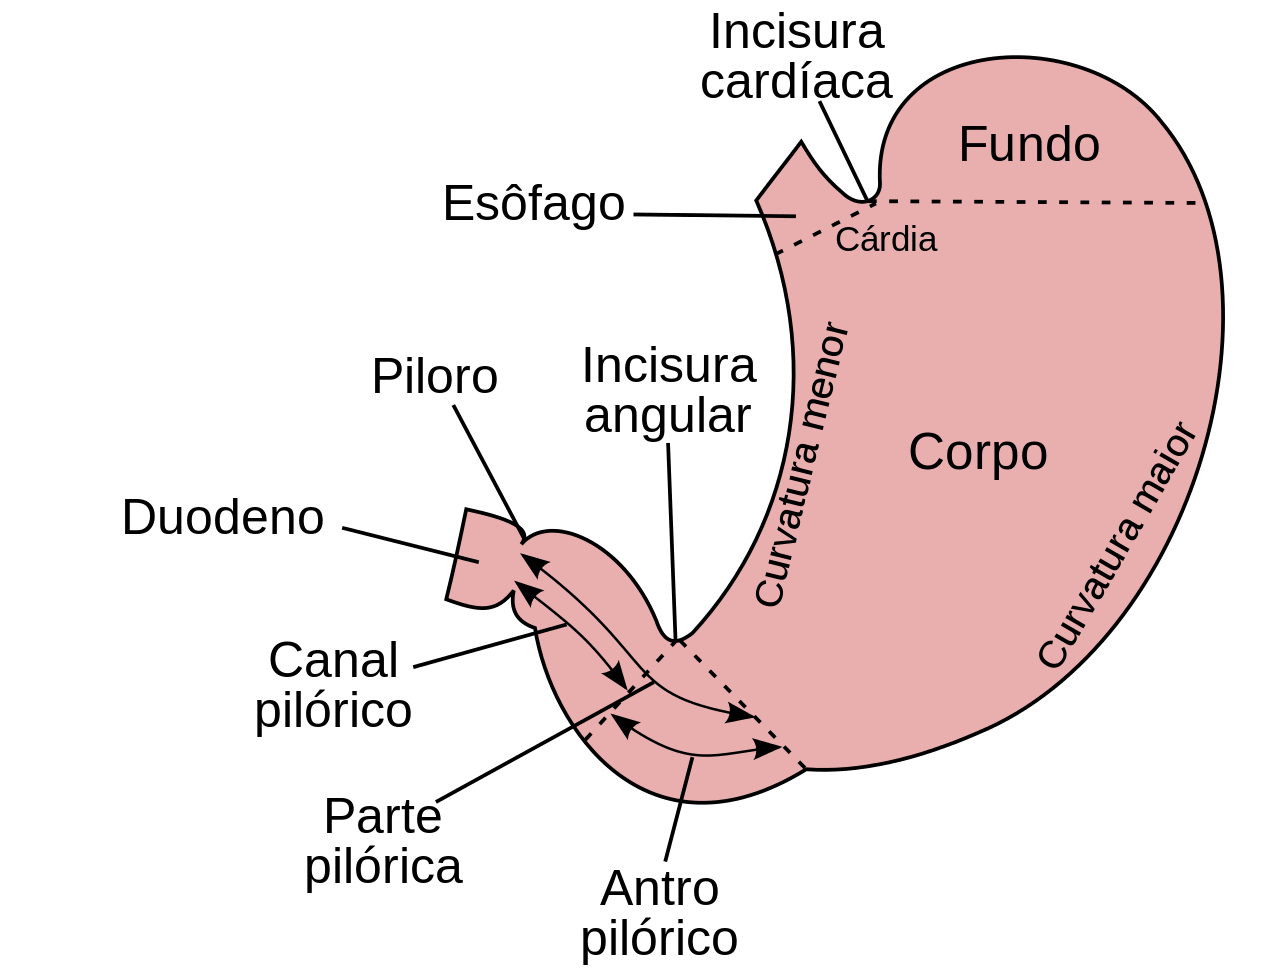 Incisura
cardíaca
Fundo
Esôfago
Cárdia
Piloro
Incisura
angular
Curvatura menor
Corpo
Curvatura maior
Duodeno
Canal
pilórico
Parte
pilórica
Antro
pilórico